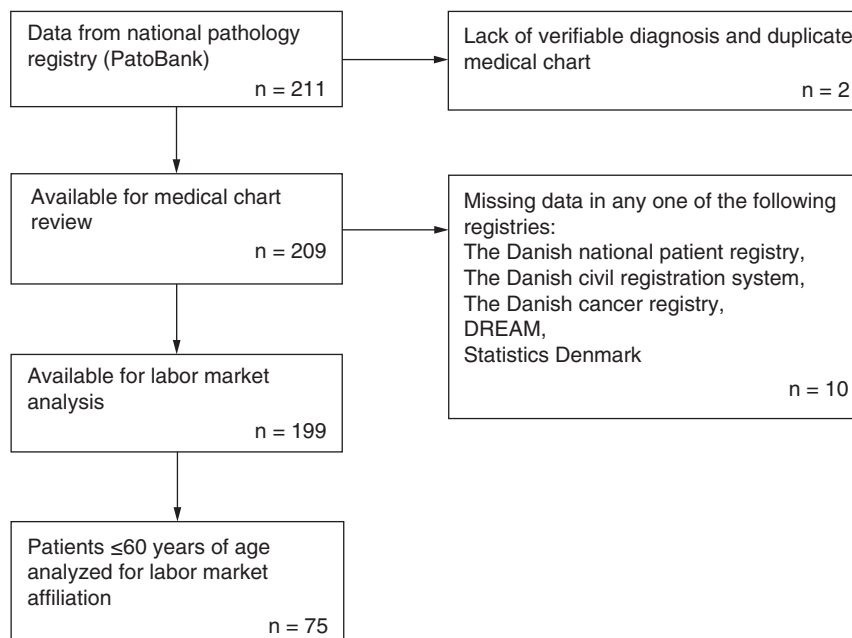 Data from national pathology
registry (PatoBank)
n = 211
Lack of verifiable diagnosis and duplicate
medical chart
n = 2
Available for medical chart
review
n = 209
Missing data in any one of the following
registries:
The Danish national patient registry,
The Danish civil registration system,
The Danish cancer registry,
DREAM,
Statistics Denmark
n = 10
Available for labor market
analysis
n = 199
Patients ≤60 years of age
analyzed for labor market
affiliation
n = 75